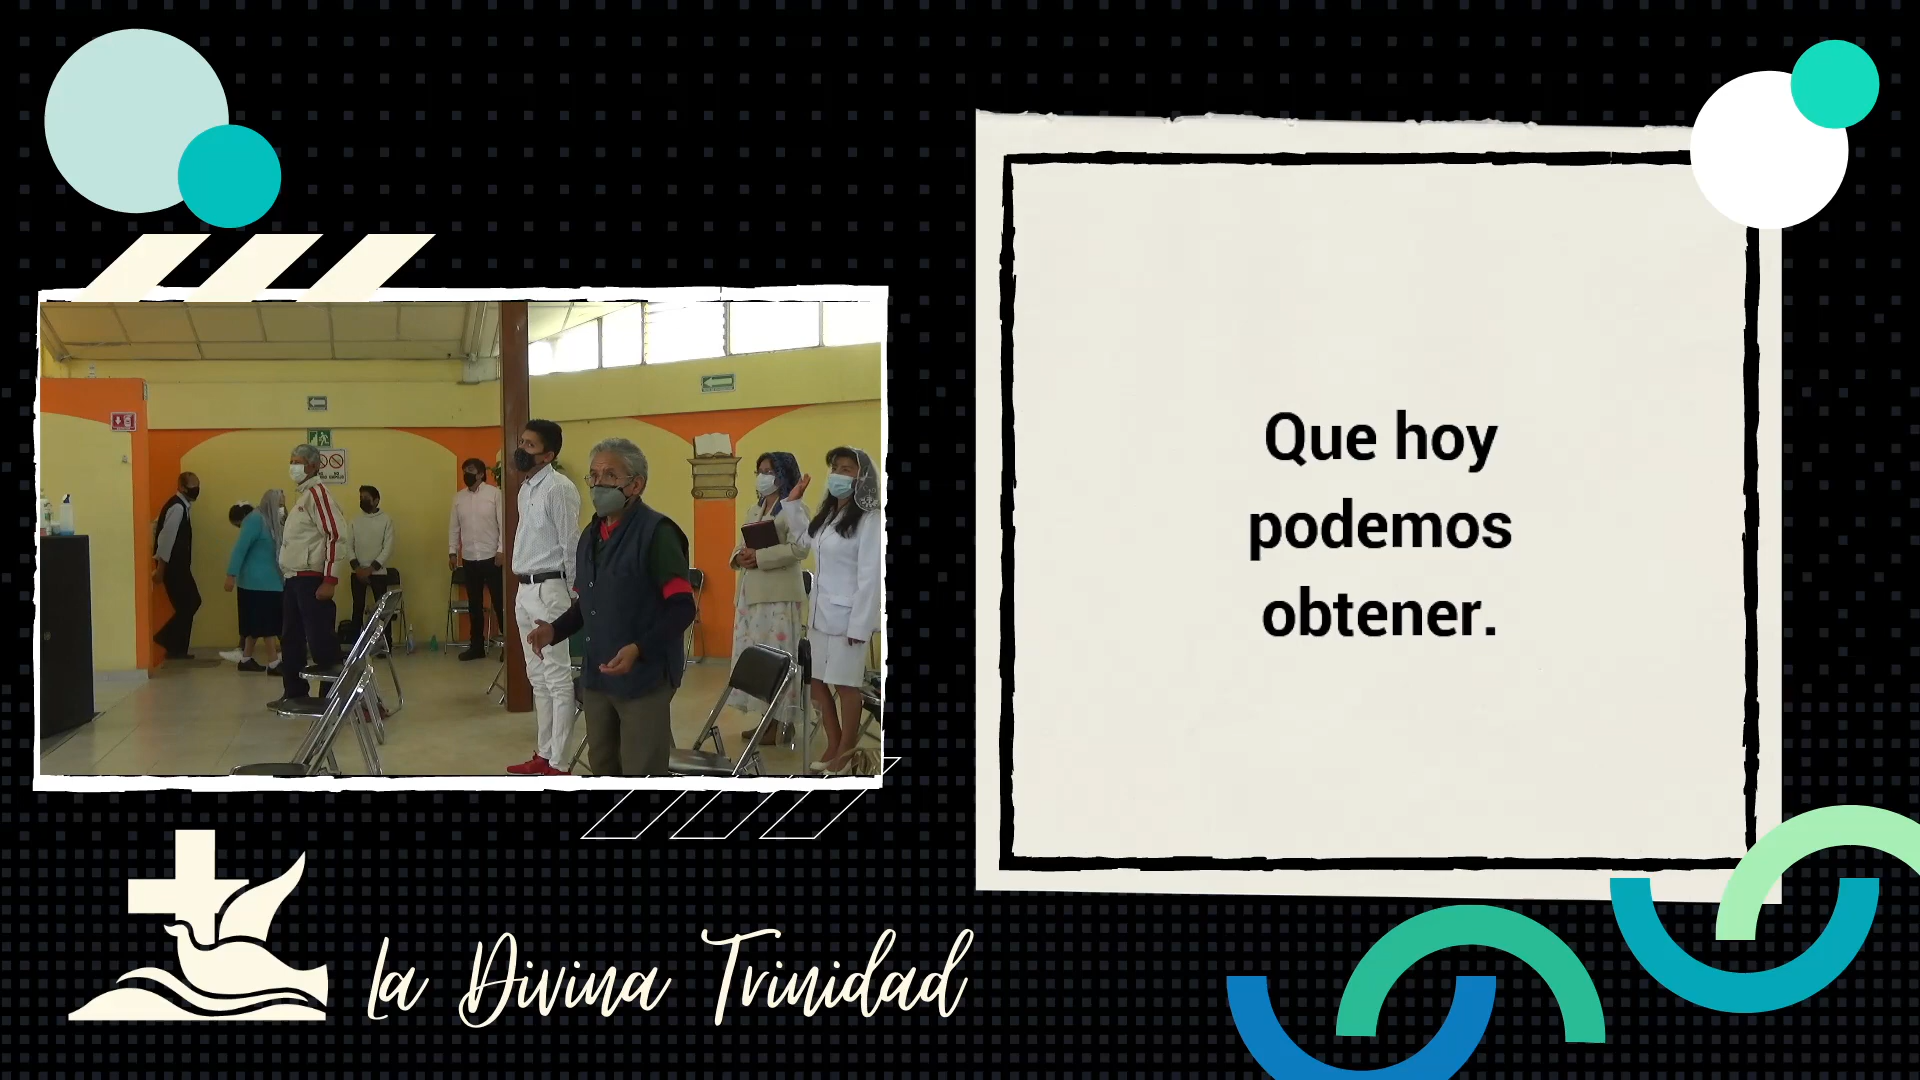 Que hoy
podemos
obtener.
La Divina Trinidad